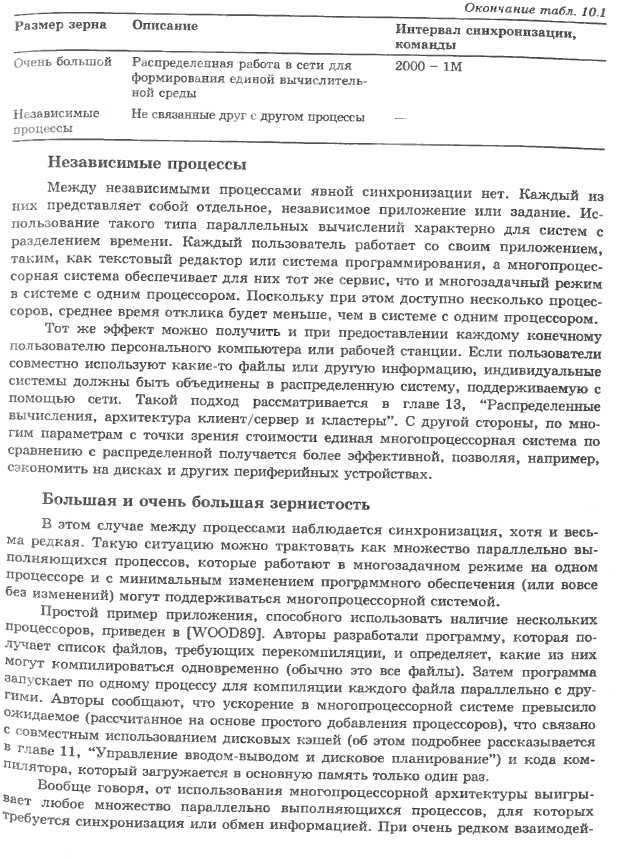 Окончание табл. 10.1
Размер зерна Описание Интервал синхронизации,
команды
Очень большой Распределенная работа в сети для 2000 – 1М
формирования единой вычислитель-
ной среды
Независимые Не связанные друг с другом процессы —
процессы
Независимые процессы
Между независимыми процессами явной синхронизации нет. Каждый из
них представляет собой отдельное, независимое приложение или задание. Ис-
пользование такого типа параллельных вычислений характерно для систем с
разделением времени. Каждый пользователь работает со своим приложением,
таким, как текстовый редактор или система программирования, а многопроцес-
сорная система обеспечивает для них тот же сервис, что и многозадачный режим
в системе с одним процессором. Поскольку при этом доступно несколько процес-
соров, среднее время отклика будет меньше, чем в системе с одним процессором.
Тот же эффект можно получить и при предоставлении каждому конечному
пользователю персонального компьютера или рабочей станции. Если пользователи
совместно используют какие-то файлы или другую информацию, индивидуальные
системы должны быть объединены в распределенную систему, поддерживаемую с
помощью сети. Такой подход рассматривается в главе 13, “Распределенные
вычисления, архитектура клиент/сервер и кластеры”. С другой стороны, по мно-
гим параметрам с точки зрения стоимости единая многопроцессорная система по
сравнению с распределенной получается более эффективной, позволяя, например,
сэкономить на дисках и других периферийных устройствах.
Большая и очень большая зернистость
В этом случае между процессами наблюдается синхронизация, хотя и весь-
ма редкая. Такую ситуацию можно трактовать как множество параллельно вы-
полняющихся процессов, которые работают в многозадачном режиме на одном
процессоре и с минимальным изменением программного обеспечения (или вовсе
без изменений) могут поддерживаться многопроцессорной системой.
Простой пример приложения, способного использовать наличие нескольких
процессоров, приведен в [WOOD89]. Авторы разработали программу, которая по-
лучает список файлов, требующих перекомпиляции, и определяет, какие из них
могут компилироваться одновременно (обычно это все файлы). Затем программа
запускает по одному процессу для компиляции каждого файла параллельно с дру-
гими. Авторы сообщают, что ускорение в многопроцессорной системе превысило
ожидаемое (рассчитанное на основе простого добавления процессоров), что связано
с совместным использованием дисковых кэшей (об этом подробнее рассказывается
в главе 11, “Управление вводом-выводом и дисковое планирование”) и кода ком-
пилятора, который загружается в основную память только один раз.
Вообще говоря, от использования многопроцессорной архитектуры выигры-
вает любое множество параллельно выполняющихся процессов, для которых
требуется синхронизация или обмен информацией. При очень редком взаимодей-